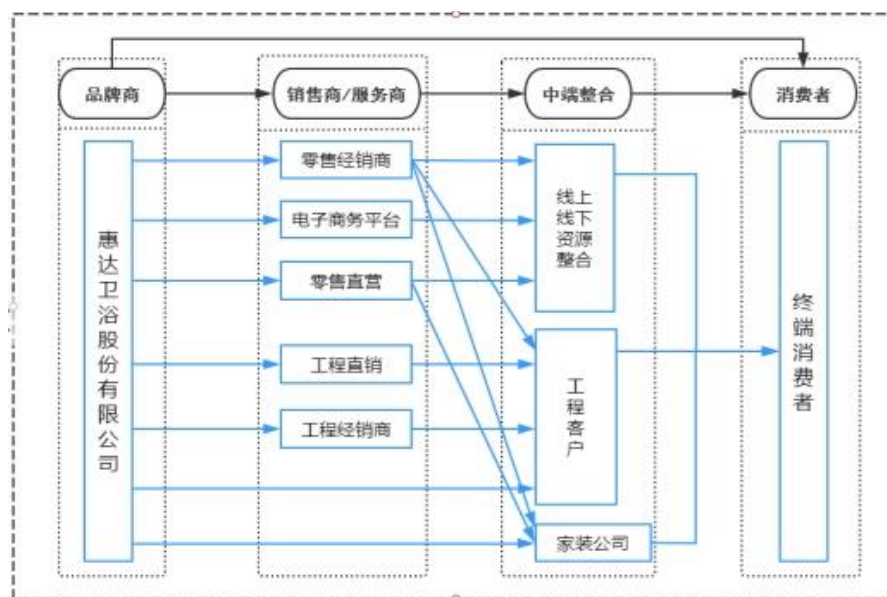 品牌商
销售商/服务商
中端整合
消费者
惠达卫浴股份有限公司
零售经销商
电子商务平台
零售直营
工程直销
工程经销商
线上
线下
资源
整合
工程客户
家装公司
终端消费者